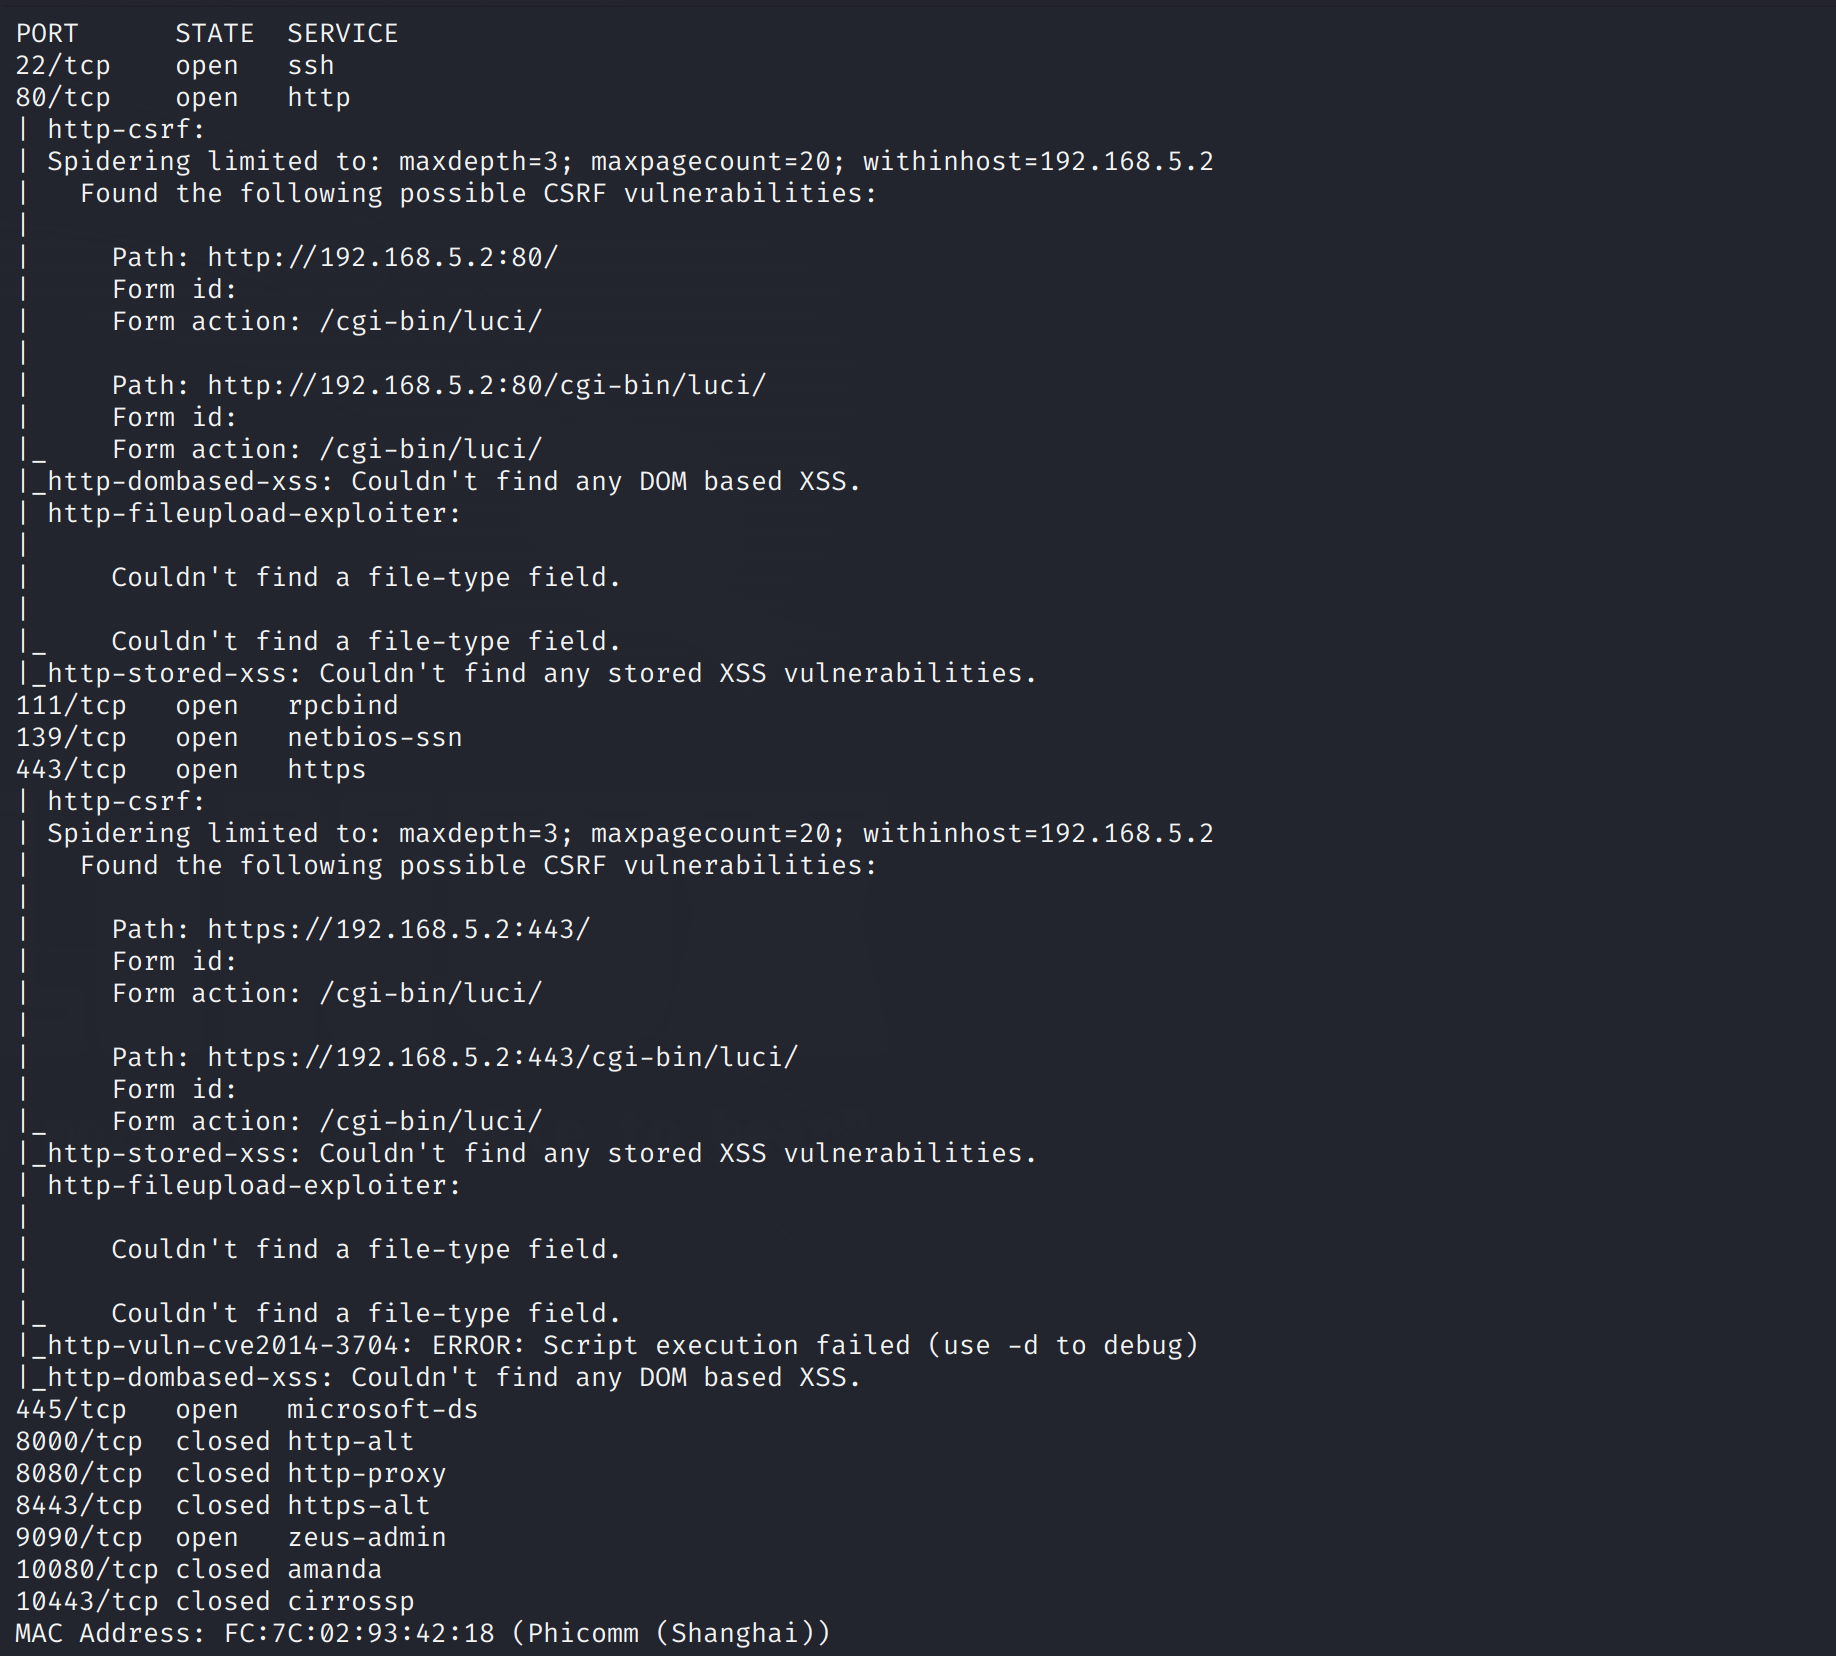 PORT      STATE  SERVICE
22/tcp    open   ssh
80/tcp    open   http
| http-csrf:
| Spidering limited to: maxdepth=3; maxpagecount=20; withinhost=192.168.5.2
|   Found the following possible CSRF vulnerabilities:
|
|     Path: http://192.168.5.2:80/
|     Form id:
|     Form action: /cgi-bin/luci/
|
|     Path: http://192.168.5.2:80/cgi-bin/luci/
|     Form id:
|_    Form action: /cgi-bin/luci/
|_http-dombased-xss: Couldn't find any DOM based XSS.
| http-fileupload-exploiter:
|
|     Couldn't find a file-type field.
|
|_    Couldn't find a file-type field.
|_http-stored-xss: Couldn't find any stored XSS vulnerabilities.
111/tcp   open   rpcbind
139/tcp   open   netbios-ssn
443/tcp   open   https
| http-csrf:
| Spidering limited to: maxdepth=3; maxpagecount=20; withinhost=192.168.5.2
|   Found the following possible CSRF vulnerabilities:
|
|     Path: https://192.168.5.2:443/
|     Form id:
|     Form action: /cgi-bin/luci/
|
|     Path: https://192.168.5.2:443/cgi-bin/luci/
|     Form id:
|_    Form action: /cgi-bin/luci/
|_http-stored-xss: Couldn't find any stored XSS vulnerabilities.
| http-fileupload-exploiter:
|
|     Couldn't find a file-type field.
|
|_    Couldn't find a file-type field.
|_http-vuln-cve2014-3704: ERROR: Script execution failed (use -d to debug)
|_http-dombased-xss: Couldn't find any DOM based XSS.
445/tcp   open   microsoft-ds
8000/tcp  closed http-alt
8080/tcp  closed http-proxy
8443/tcp  closed https-alt
9090/tcp  open   zeus-admin
10080/tcp closed amanda
10443/tcp closed cirrossp
MAC Address: FC:7C:02:93:42:18 (Phicomm (Shanghai))